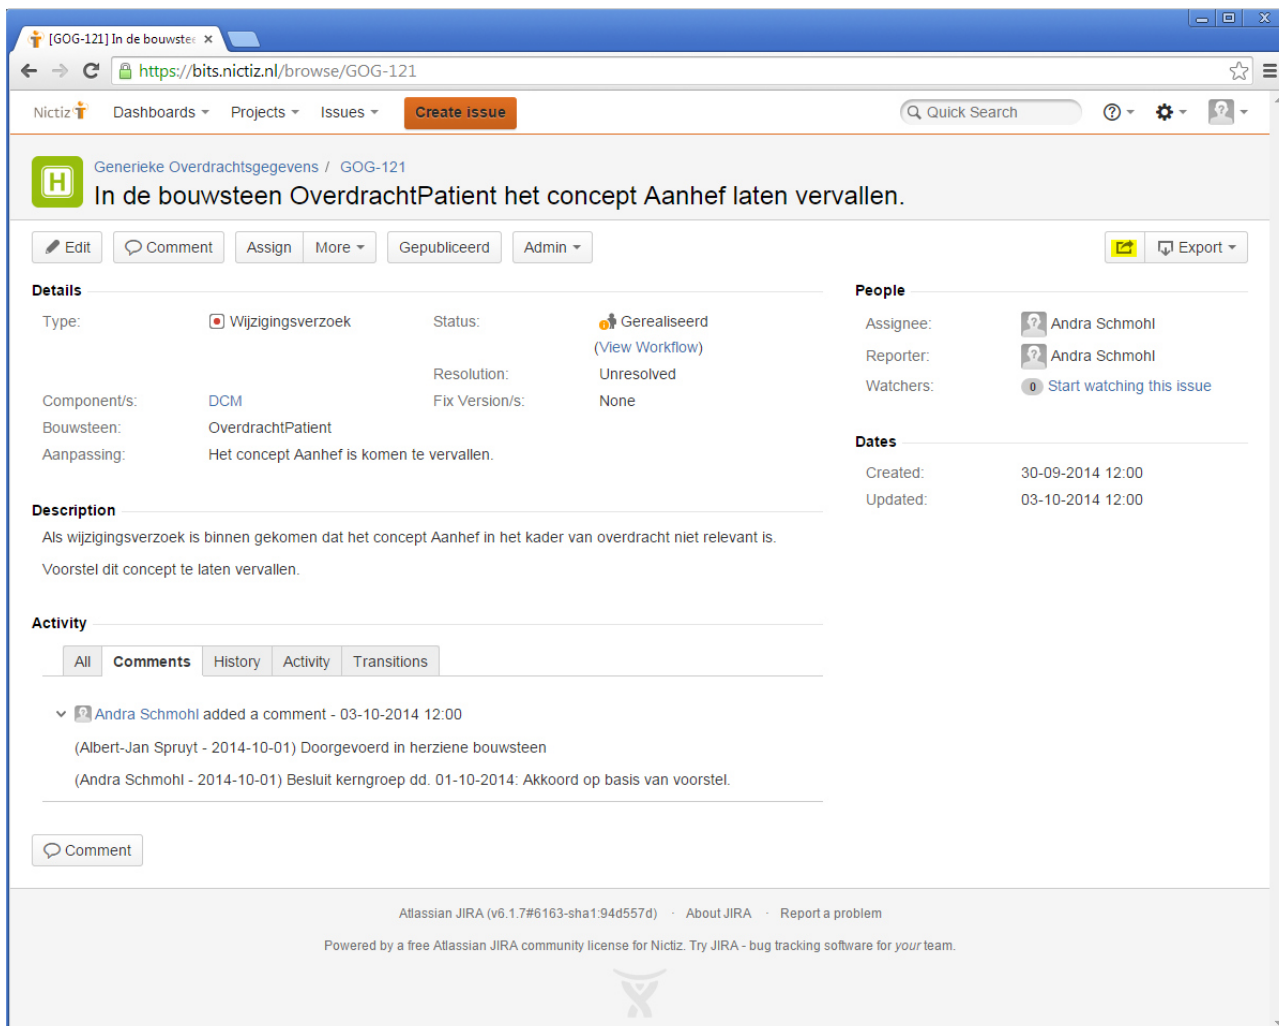 [GOG-121] In de bouwstee
https://bits.nictiz.nl/browse/GOG-121
Nictiz Dashboards Projects Issues Create issue Quick Search
Generieke Overdrachtsgegevens / GOG-121
H
In de bouwsteen OverdrachtPatient het concept Aanhef laten vervallen.
Edit Comment Assign More Gepubliceerd Admin Export
Details
Type: Wijzigingsverzoek Status: Gerealiseerd
(View Workflow)
Resolution: Unresolved
Component/s: DCM Fix Version/s: None
Bouwsteen: OverdrachtPatient
Aanpassing: Het concept Aanhef is komen te vervallen.
People
Assignee: Andra Schmohl
Reporter: Andra Schmohl
Watchers: 0 Start watching this issue
Dates
Created: 30-09-2014 12:00
Updated: 03-10-2014 12:00
Description
Als wijzigingsverzoek is binnen gekomen dat het concept Aanhef in het kader van overdracht niet relevant is.
Voorstel dit concept te laten vervallen.
Activity
All Comments History Activity Transitions
Andra Schmohl added a comment - 03-10-2014 12:00
(Albert-Jan Spruyt - 2014-10-01) Doorgevoerd in herziene bouwsteen
(Andra Schmohl - 2014-10-01) Besluit kerngroep dd. 01-10-2014: Akkoord op basis van voorstel.
Comment
Atlassian JIRA (v6.1.7#6163-sha1:94d557d) · About JIRA · Report a problem
Powered by a free Atlassian JIRA community license for Nictiz. Try JIRA - bug tracking software for your team.